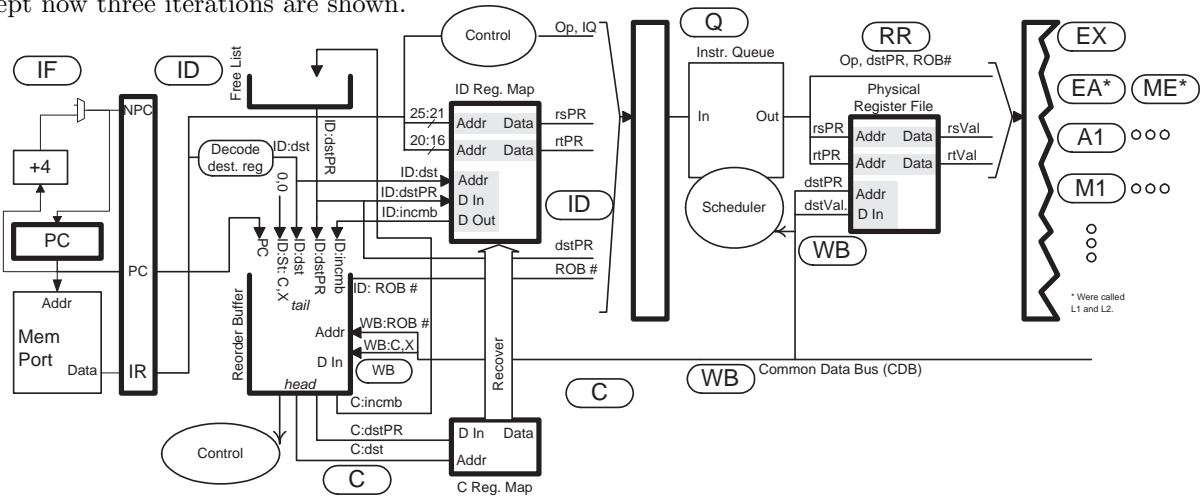 ept now three iterations are shown.
IF
ID
Free List
Control
Op, IQ
Q
Instr. Queue
RR
Op, dstPR, ROB#
EX
EA*
ME*
A1
M1
NPC
+4
PC
PC
Addr
Mem
Port
Data
IR
Decode
dest. reg
ID:dst
0,0
ID:dstPR
ID Reg. Map
25:21
20:16
Addr
Data
Addr
Data
Addr
D In
D Out
rsPR
rtPR
ID:dst
ID:dstPR
ID:incmb
ID
dstPR
ROB #
In
Out
Scheduler
Physical
Register File
rsPR
rtPR
dstPR
dstVal.
Addr
Data
Addr
Data
Addr
D In
rsVal
rtVal
WB
* Were called
L1 and L2.
PC
ID:St: C,X
ID:dst
ID:dstPR
ID:incmb
tail
ID: ROB #
Reorder Buffer
Addr
D In
WB:ROB #
WB:C,X
WB
head
C:incmb
Recover
C
WB
Common Data Bus (CDB)
Control
C:dstPR
C:dst
C
D In
Data
Addr
C Reg. Map